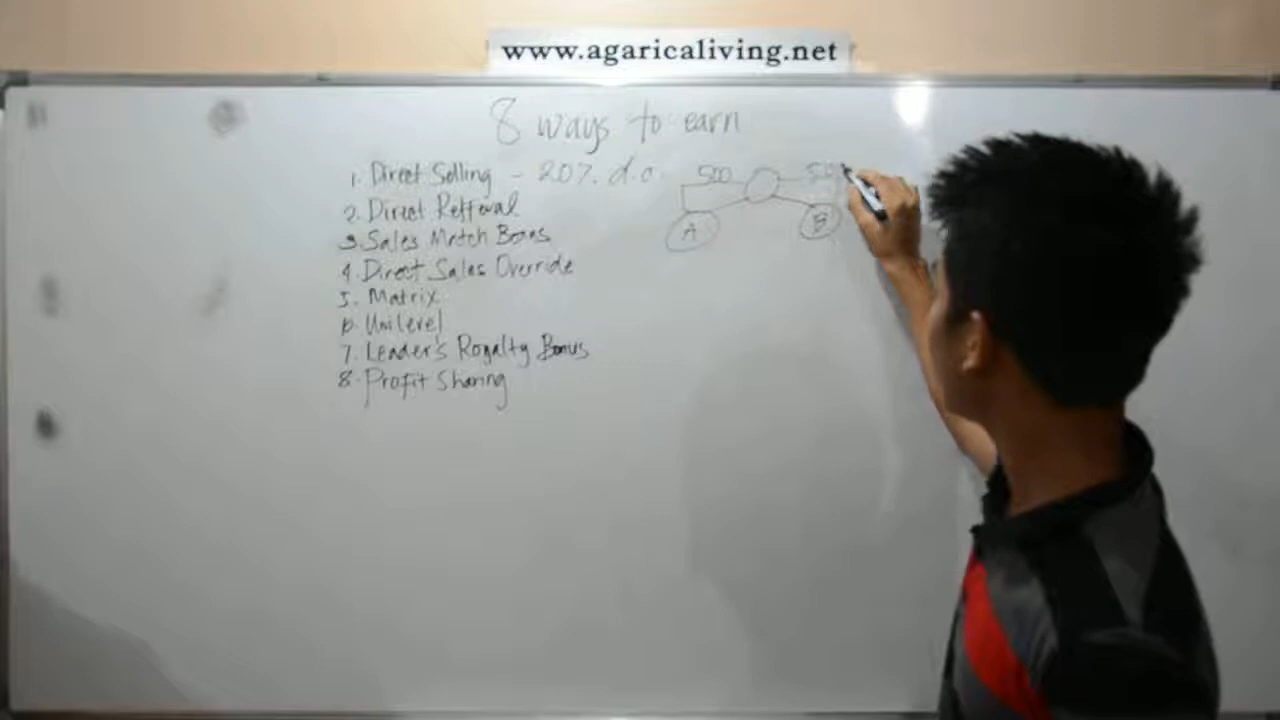 www.agaricaliving.net
8 ways to earn
1. Direct Selling - 20%. d.c.
2. Direct Refferal
3. Sales Match Bonus
4. Direct Sales Override
5. Matrix
6. Unilevel
7. Leader's Royalty Bonus
8. Profit Sharing
500
A
B